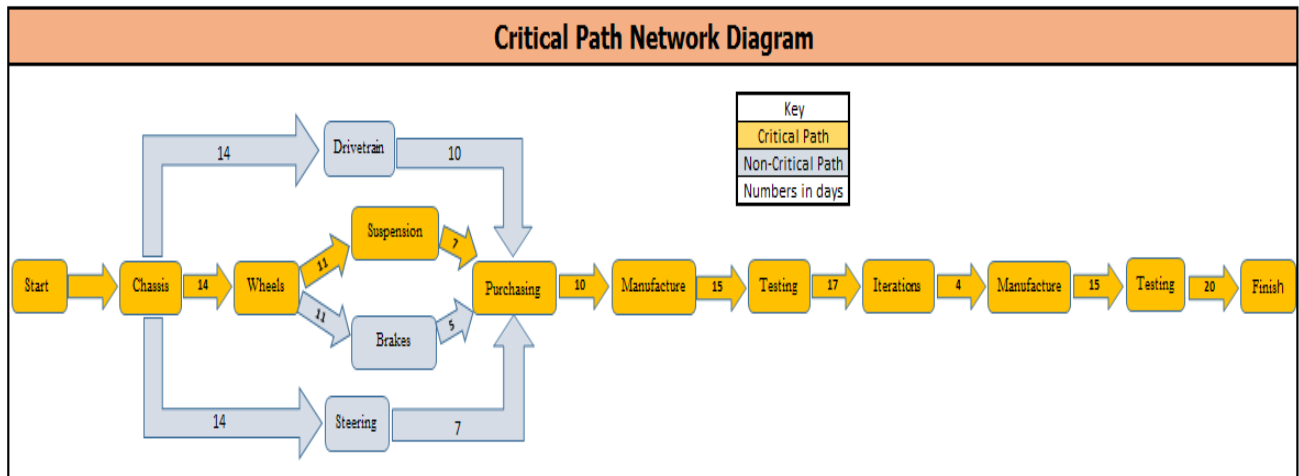 Critical Path Network Diagram
Key
Critical Path
Non-Critical Path
Numbers in days
14
Drivetrain
10
Suspension
11
7
Start
Chassis
14
Wheels
Purchasing
10
Manufacture
15
Testing
17
Iterations
4
Manufacture
15
Testing
20
Finish
11
Brakes
5
14
Steering
7